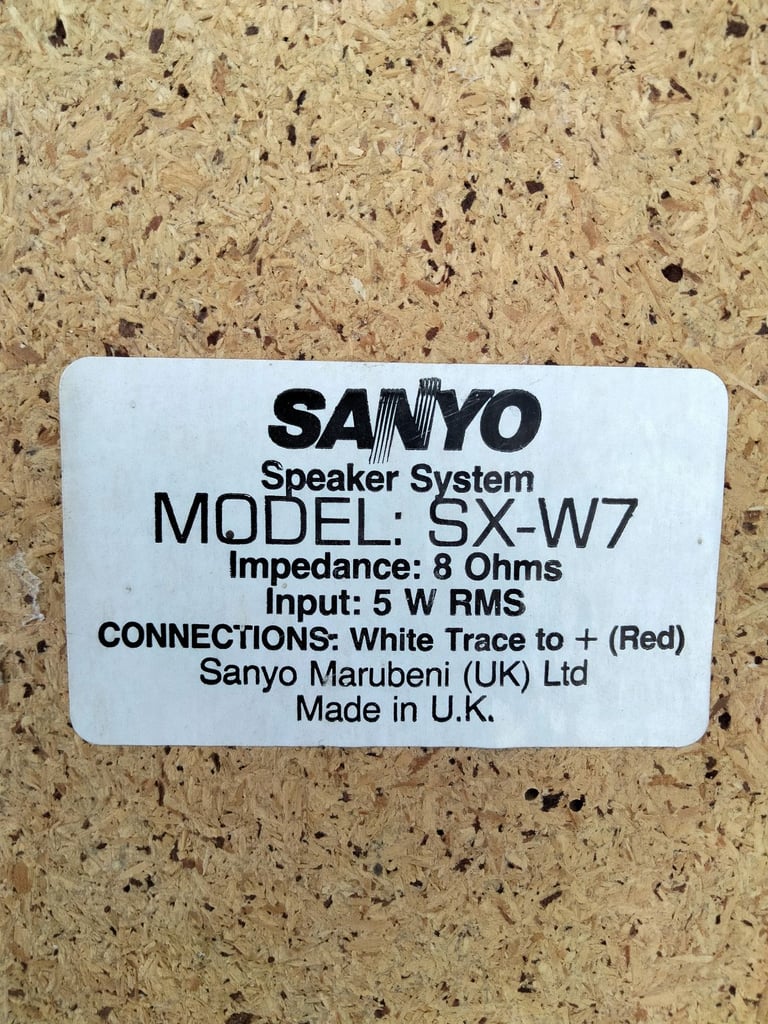 SANYO
Speaker System
MODEL: SX-W7
Impedance: 8 Ohms
Input: 5 W RMS
CONNECTIONS: White Trace to + (Red)
Sanyo Marubeni (UK) Ltd
Made in U.K.